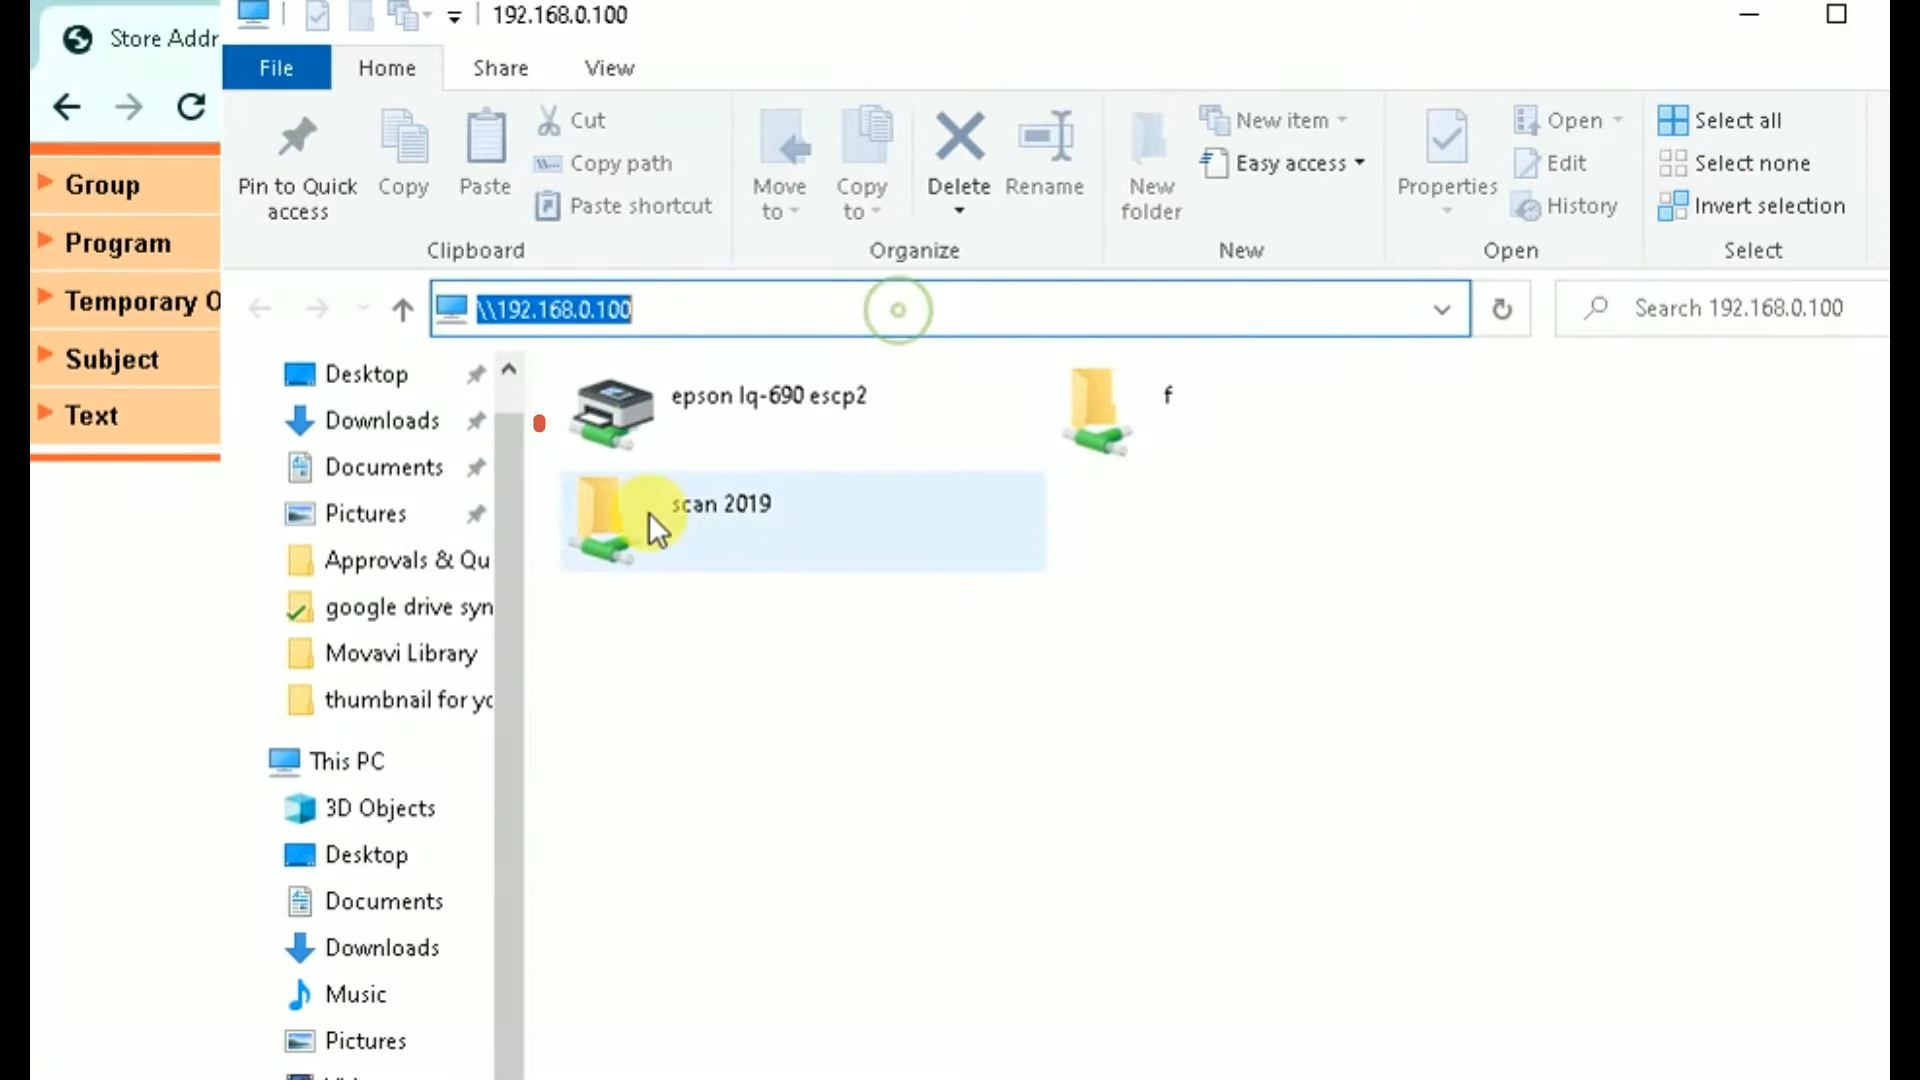 192.168.0.100
Store Addr
File
Home
Share
View
Pin to Quick
access
Copy
Paste
Cut
Copy path
Paste shortcut
Clipboard
Move
to
Copy
to
Delete
Rename
Organize
New
folder
New item
Easy access
New
Properties
Open
Edit
History
Open
Select all
Select none
Invert selection
Select
Group
Program
Temporary O
Subject
Text
\\192.168.0.100
Search 192.168.0.100
Desktop
Downloads
Documents
Pictures
Approvals & Qu
google drive syn
Movavi Library
thumbnail for yo
This PC
3D Objects
Desktop
Documents
Downloads
Music
Pictures
epson lq-690 escp2
f
scan 2019